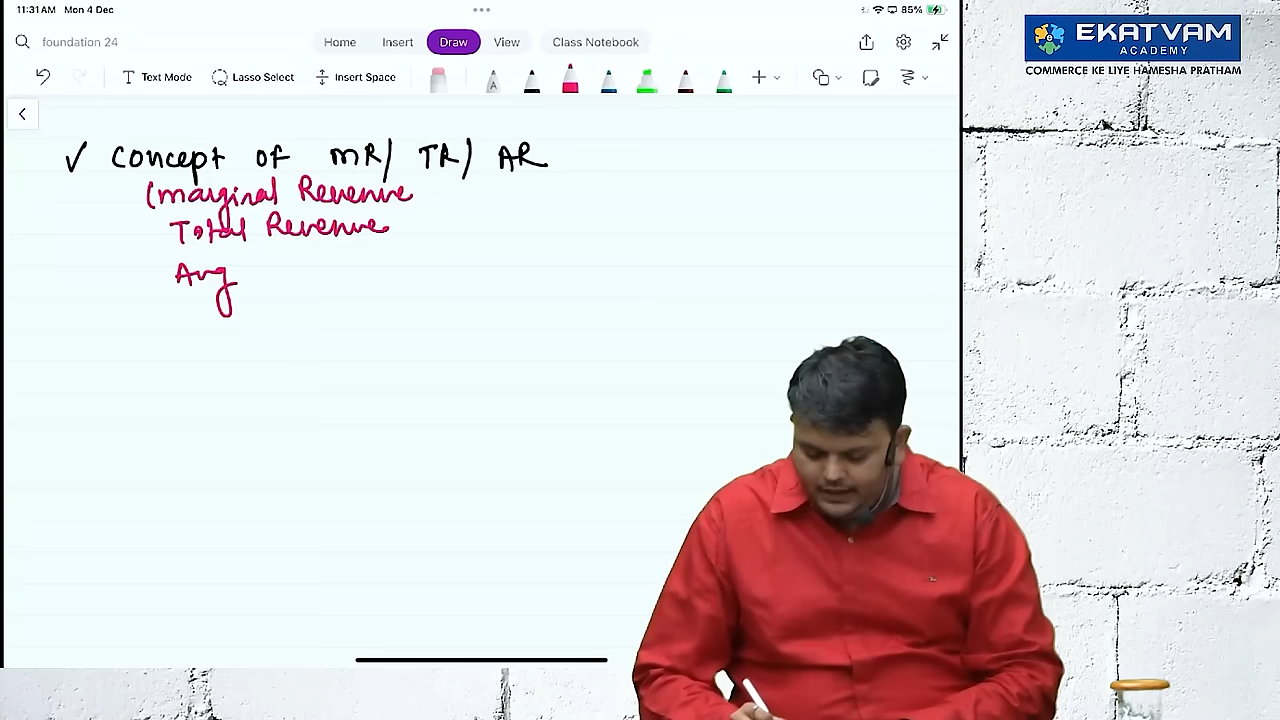 11:31 AM Mon 4 Dec
85%
foundation 24
Home Insert Draw View Class Notebook
Text Mode Lasso Select Insert Space
EKATVAM
ACADEMY
COMMERCE KE LIYE HAMESHA PRATHAM
✓ Concept of MR/ TR/ AR
(Marginal Revenue
Total Revenue
Avg